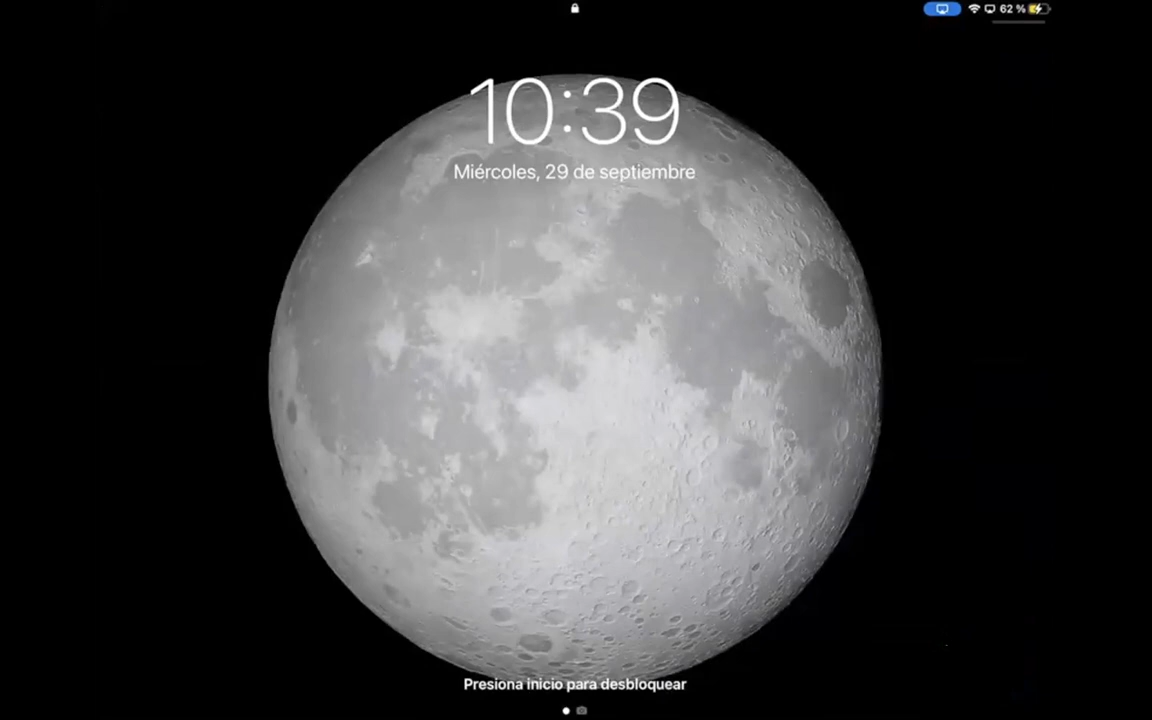 62 %
10:39
Miércoles, 29 de septiembre
Presiona inicio para desbloquear